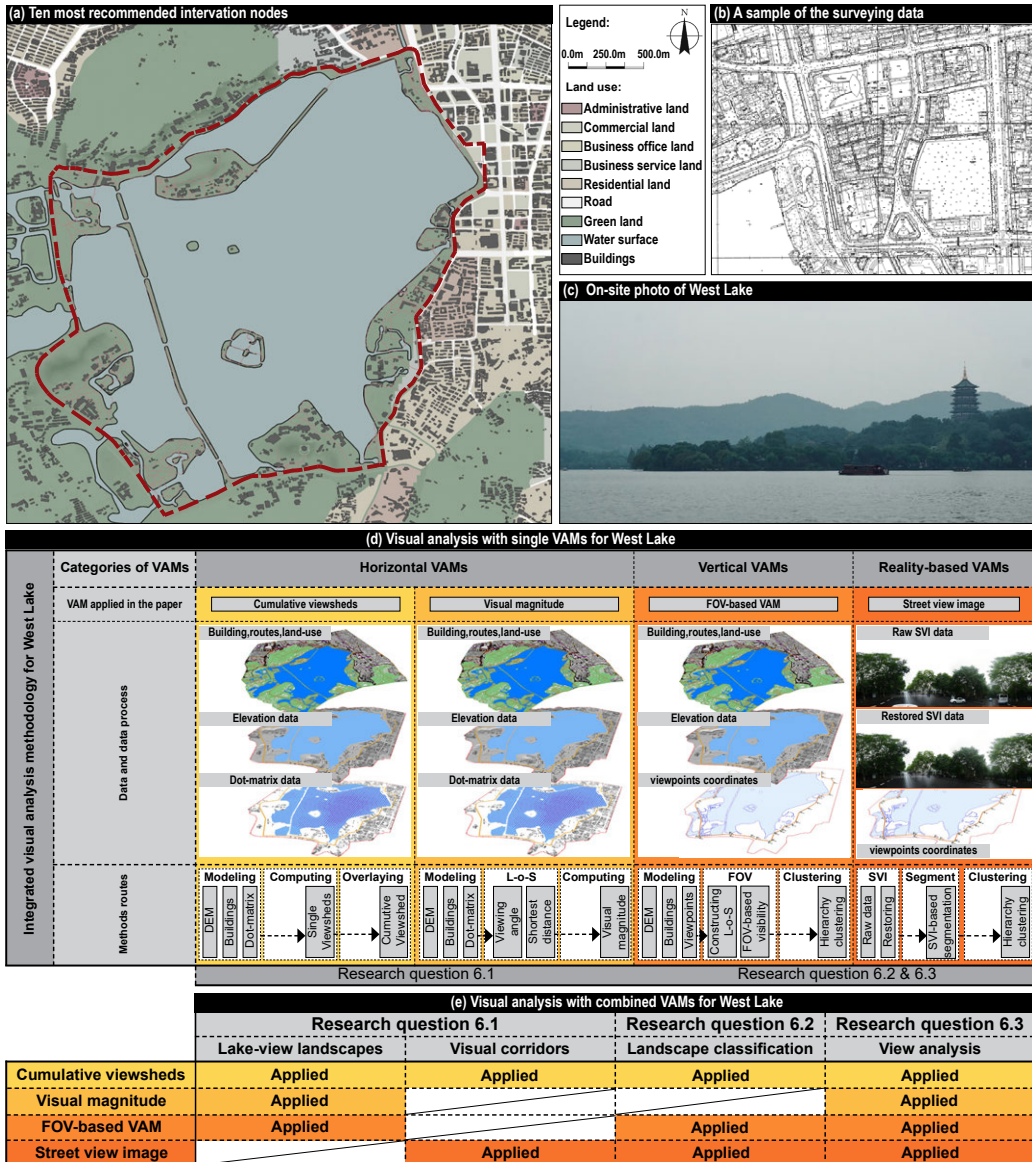 (a) Ten most recommended intervation nodes
Legend:
N
0.0m 250.0m 500.0m
Land use:
Administrative land
Commercial land
Business office land
Business service land
Residential land
Road
Green land
Water surface
Buildings
(b) A sample of the surveying data
(c) On-site photo of West Lake
(d) Visual analysis with single VAMs for West Lake
Integrated visual analysis methodology for West Lake
Categories of VAMs
Horizontal VAMs
Vertical VAMs
Reality-based VAMs
VAM applied in the paper
Cumulative viewsheds
Visual magnitude
FOV-based VAM
Street view image
Data and data process
Building,routes,land-use
Elevation data
Dot-matrix data
Building,routes,land-use
Elevation data
Dot-matrix data
Building,routes,land-use
Elevation data
viewpoints coordinates
Raw SVI data
Restored SVI data
viewpoints coordinates
Methods routes
Modeling
DEM
Buildings
Dot-matrix
Computing
Single
Viewsheds
Overlaying
Cumutive
Viewshed
Modeling
DEM
Buildings
Dot-matrix
L-o-S
Viewing
angle
Shortest
distance
Computing
Visual
magnitude
Modeling
DEM
Buildings
Viewpoints
FOV
Constructing
L-o-S
FOV-based
visibility
Clustering
Hierarchy
clustering
SVI
Raw data
Restoring
Segment
SVI-based
segmentation
Clustering
Hierarchy
clustering
Research question 6.1
Research question 6.2 & 6.3
(e) Visual analysis with combined VAMs for West Lake
Research question 6.1 Research question 6.2 Research question 6.3
Lake-view landscapes Visual corridors Landscape classification View analysis
Cumulative viewsheds Applied Applied Applied Applied
Visual magnitude Applied Applied
FOV-based VAM Applied Applied Applied
Street view image Applied Applied Applied